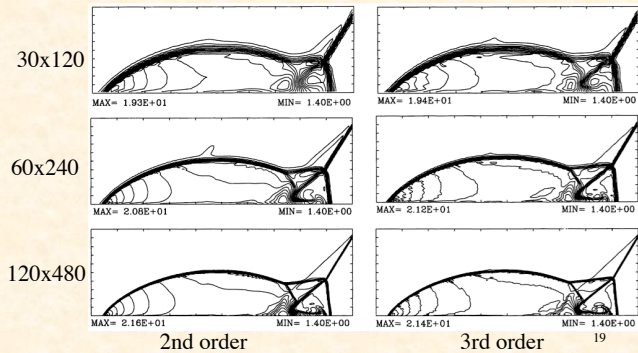 30x120
MAX= 1.93E+01 MIN= 1.40E+00
MAX= 1.94E+01 MIN= 1.40E+00
60x240
MAX= 2.08E+01 MIN= 1.40E+00
MAX= 2.12E+01 MIN= 1.40E+00
120x480
MAX= 2.16E+01 MIN= 1.40E+00
MAX= 2.14E+01 MIN= 1.40E+00
2nd order
3rd order
19